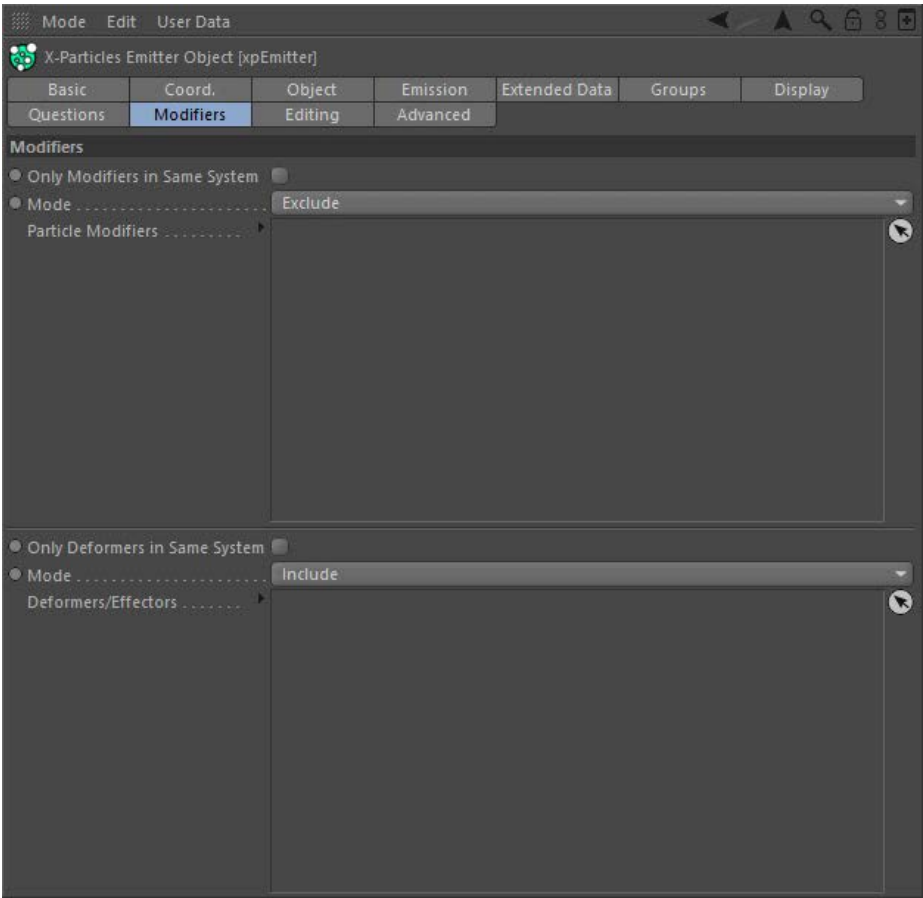 Mode Edit User Data
X-Particles Emitter Object [xpEmitter]
Basic Coord. Object Emission Extended Data Groups Display
Questions Modifiers Editing Advanced
Modifiers
Only Modifiers in Same System
Mode . . . . . . . . . . . . . . . . . . . . . . Exclude
Particle Modifiers . . . . . . . . .
Only Deformers in Same System
Mode . . . . . . . . . . . . . . . . . . . . . . Include
Deformers/Effectors . . . . . . .